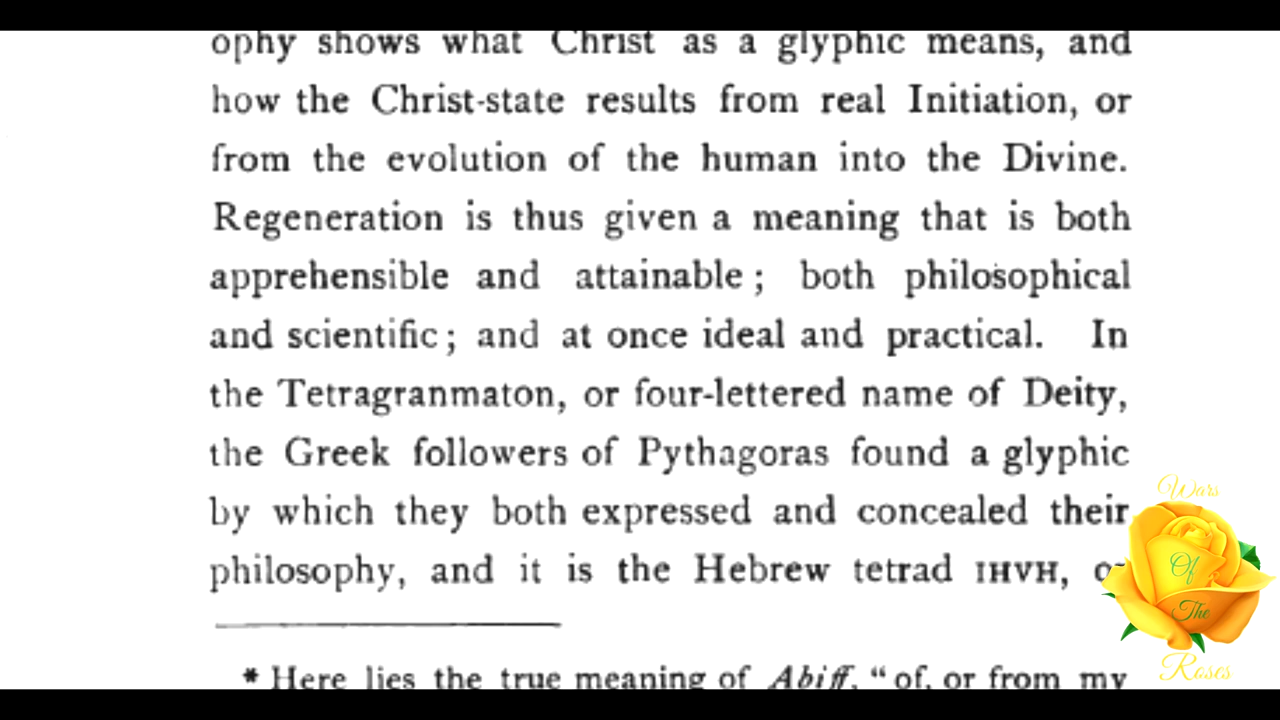 ophy shows what Christ as a glyphic means, and
how the Christ-state results from real Initiation, or
from the evolution of the human into the Divine.
Regeneration is thus given a meaning that is both
apprehensible and attainable; both philosophical
and scientific; and at once ideal and practical. In
the Tetragranmaton, or four-lettered name of Deity,
the Greek followers of Pythagoras found a glyphic
by which they both expressed and concealed their
philosophy, and it is the Hebrew tetrad IHVH,
* Here lies the true meaning of Abiff, "of, or from my
Wars
Of
The
Roses